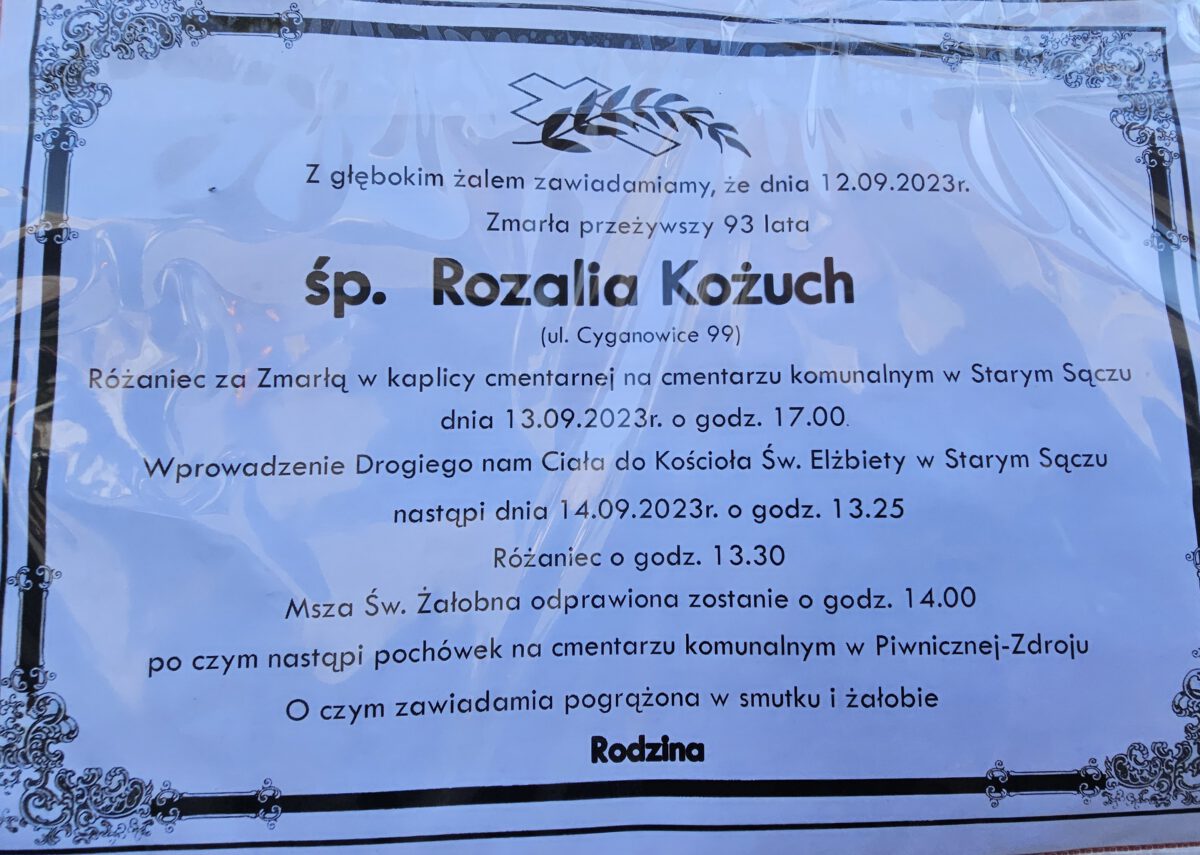 Z głębokim żalem zawiadamiamy, że dnia 12.09.2023r.
Zmarła przeżywszy 93 lata
śp. Rozalia Kożuch
(ul. Cyganowice 99)
Różaniec za Zmarłą w kaplicy cmentarnej na cmentarzu komunalnym w Starym Sączu
dnia 13.09.2023r. o godz. 17.00.
Wprowadzenie Drogiego nam Ciała do Kościoła Św. Elżbiety w Starym Sączu
nastąpi dnia 14.09.2023r. o godz. 13.25
Różaniec o godz. 13.30
Msza Św. Żałobna odprawiona zostanie o godz. 14.00
po czym nastąpi pochówek na cmentarzu komunalnym w Piwnicznej-Zdroju
O czym zawiadamia pogrążona w smutku i żałobie
Rodzina